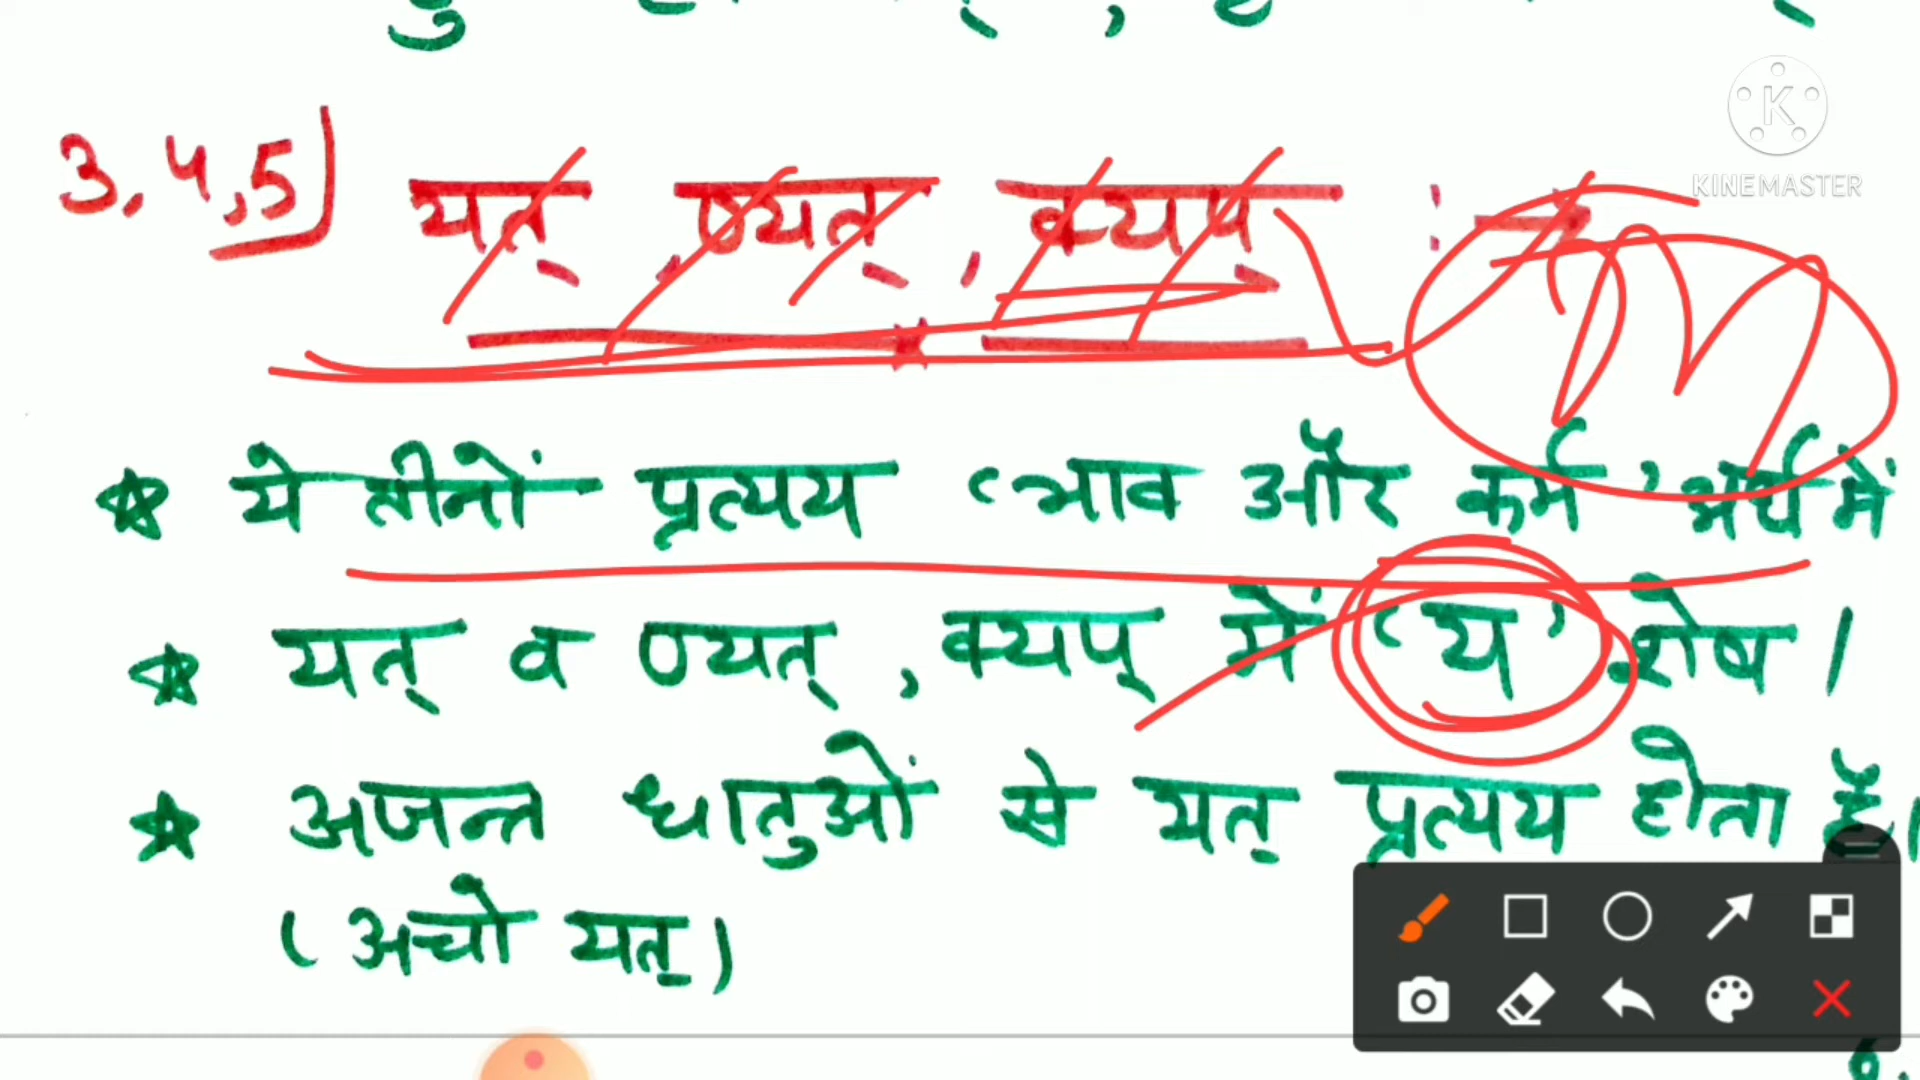 KINEMASTER
3,4,5) यत्, ण्यत्, क्यप् :→
☆ ये तीनों प्रत्यय 'भाव और कर्म' अर्थ में
☆ यत् व ण्यत्, क्यप् में 'य' शेष।
☆ अजन्त धातुओं से यत् प्रत्यय होता है।
(अचो यत्)